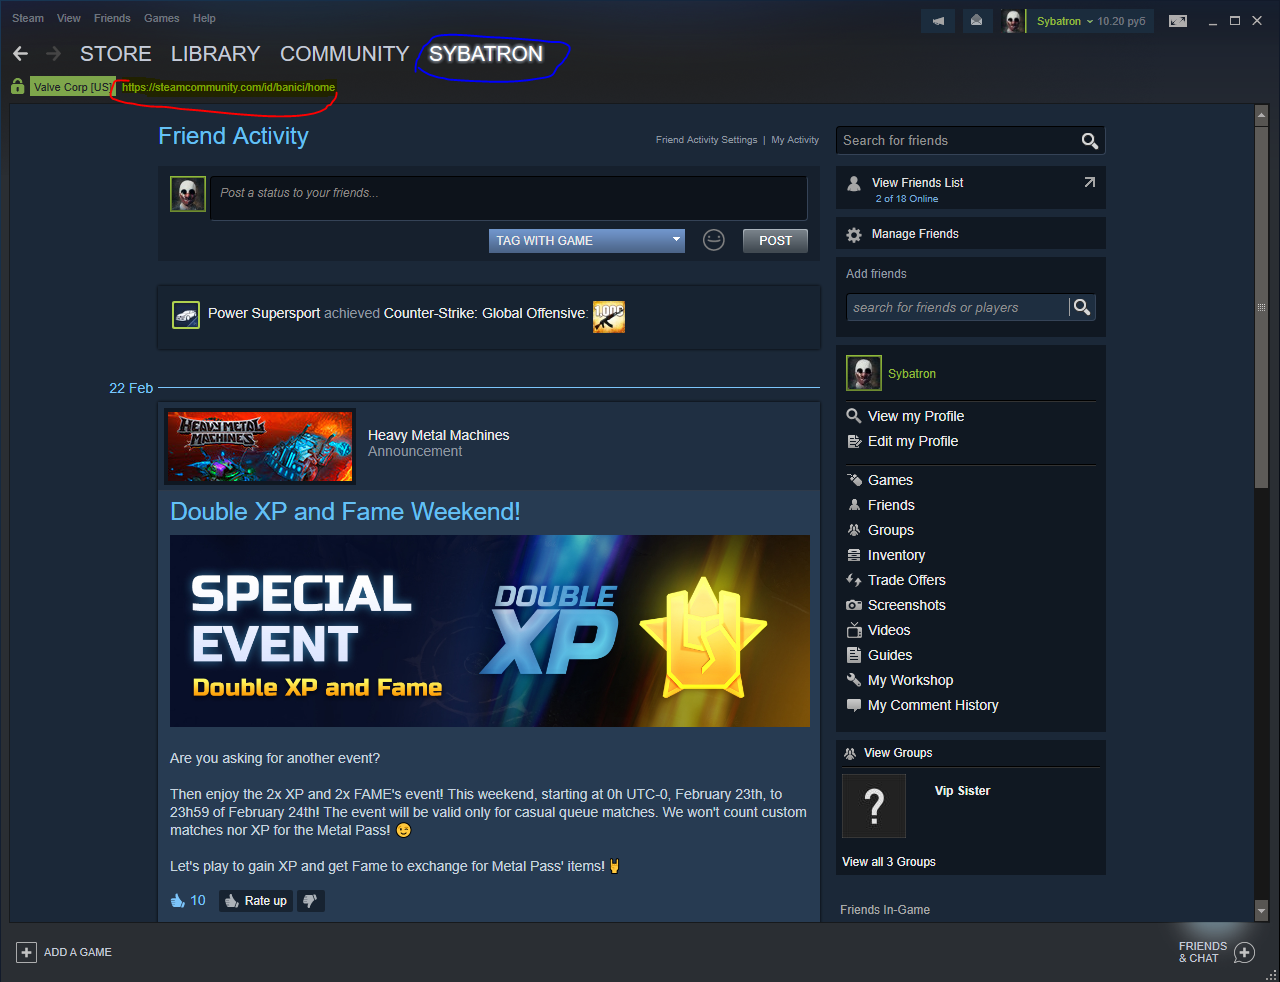 Steam View Friends Games Help
Sybatron 10.20 руб
STORE LIBRARY COMMUNITY SYBATRON
Valve Corp [US] https://steamcommunity.com/id/banici/home
Friend Activity
Friend Activity Settings | My Activity
Post a status to your friends...
TAG WITH GAME
POST
Power Supersport achieved Counter-Strike: Global Offensive:
1,000
22 Feb
HEAVY METAL
MACHINES
Heavy Metal Machines
Announcement
Double XP and Fame Weekend!
SPECIAL
EVENT
Double XP and Fame
DOUBLE
XP
Are you asking for another event?
Then enjoy the 2x XP and 2x FAME's event! This weekend, starting at 0h UTC-0, February 23th, to
23h59 of February 24th! The event will be valid only for casual queue matches. We won't count custom
matches nor XP for the Metal Pass! 😉
Let's play to gain XP and get Fame to exchange for Metal Pass' items! 🤘
10 Rate up
Search for friends
View Friends List
2 of 18 Online
Manage Friends
Add friends
search for friends or players
Sybatron
View my Profile
Edit my Profile
Games
Friends
Groups
Inventory
Trade Offers
Screenshots
Videos
Guides
My Workshop
My Comment History
View Groups
?
Vip Sister
View all 3 Groups
Friends In-Game
ADD A GAME
FRIENDS
& CHAT